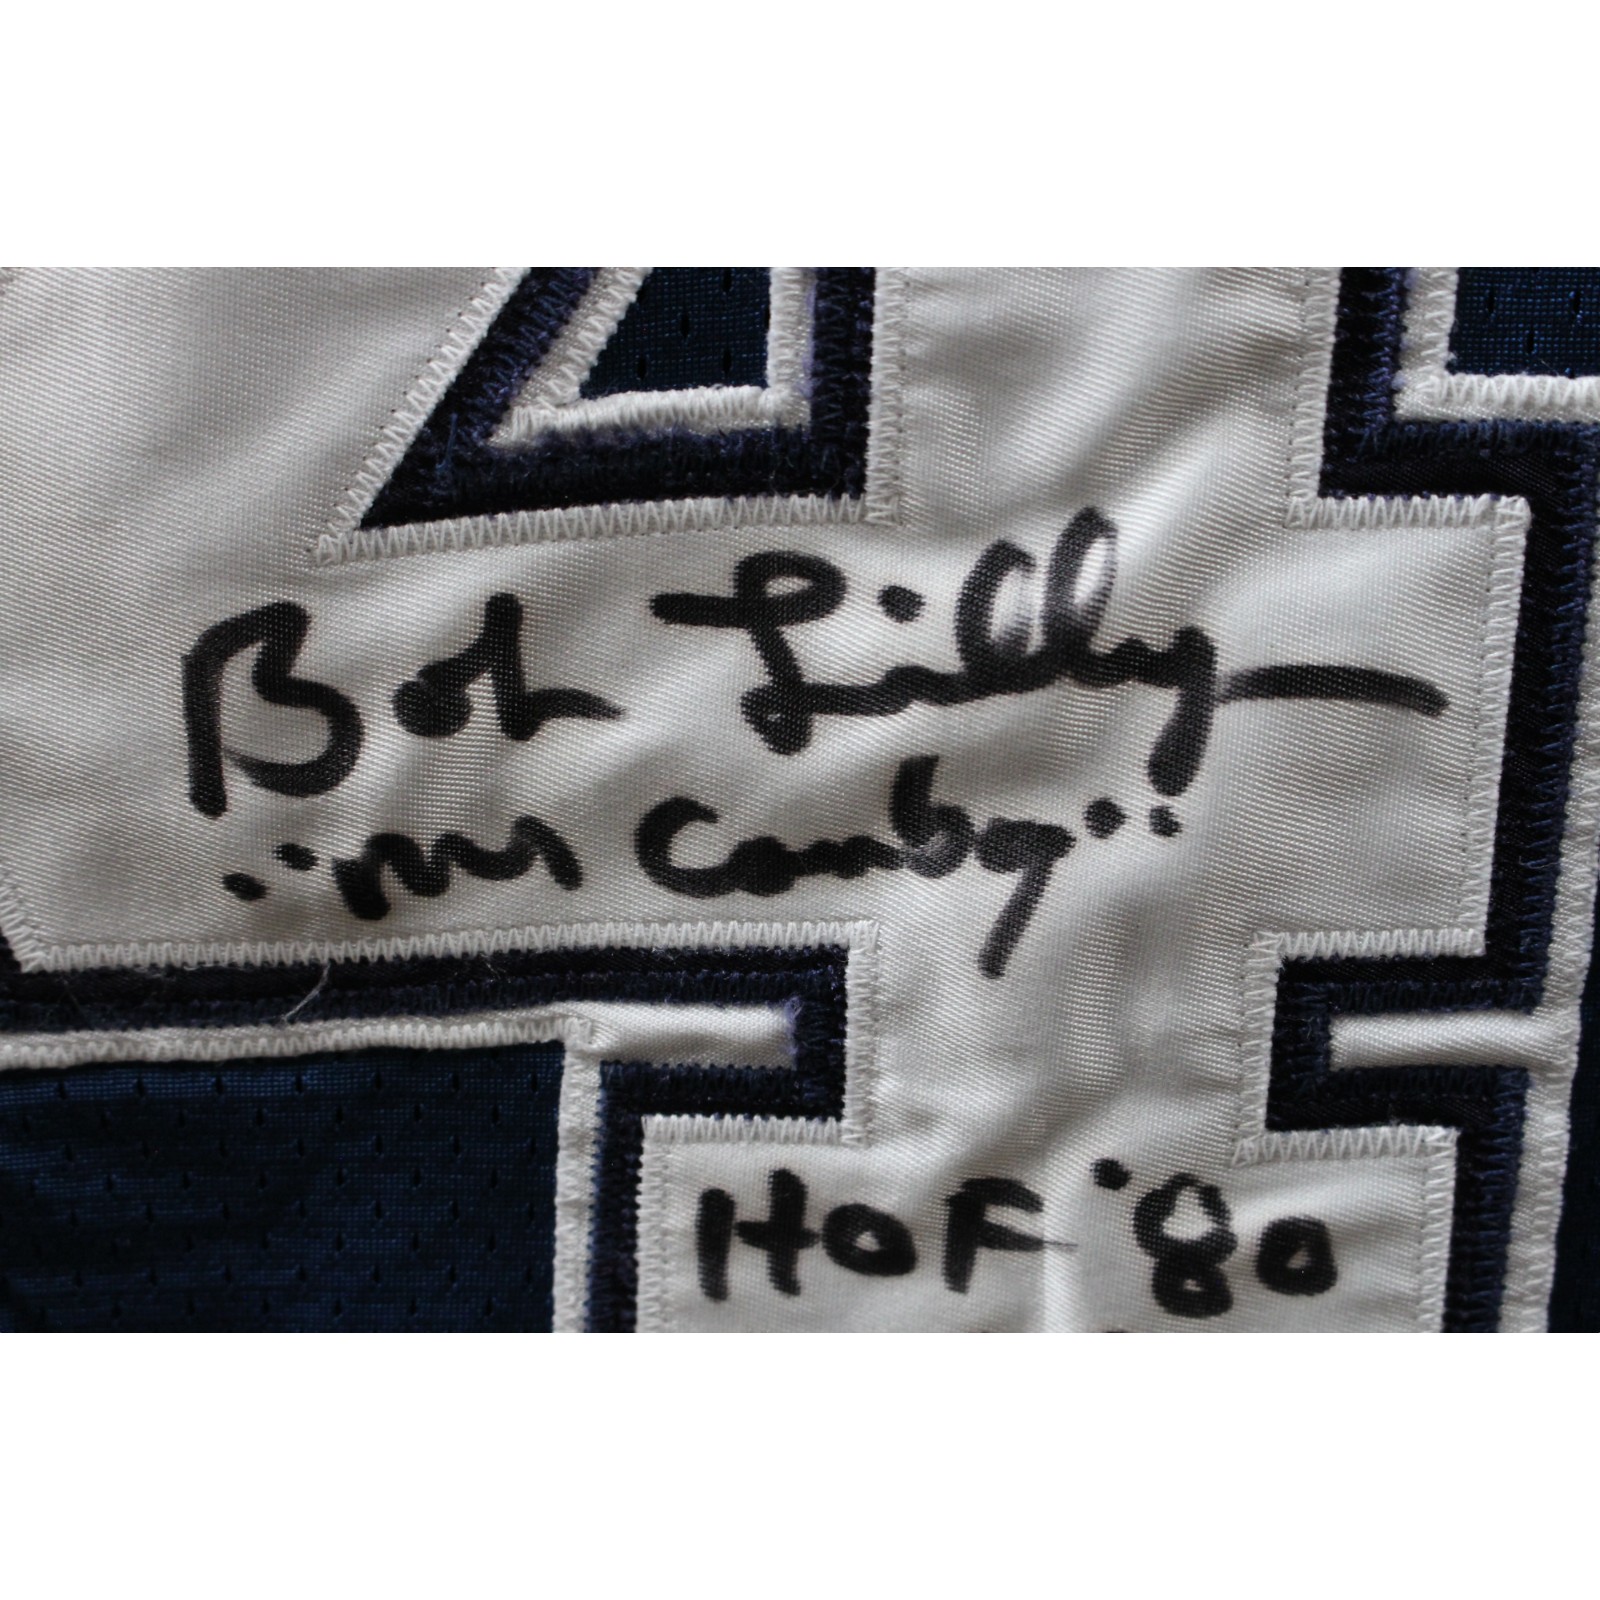 Bob Lilly
"Mr Cowboy"
HOF '80